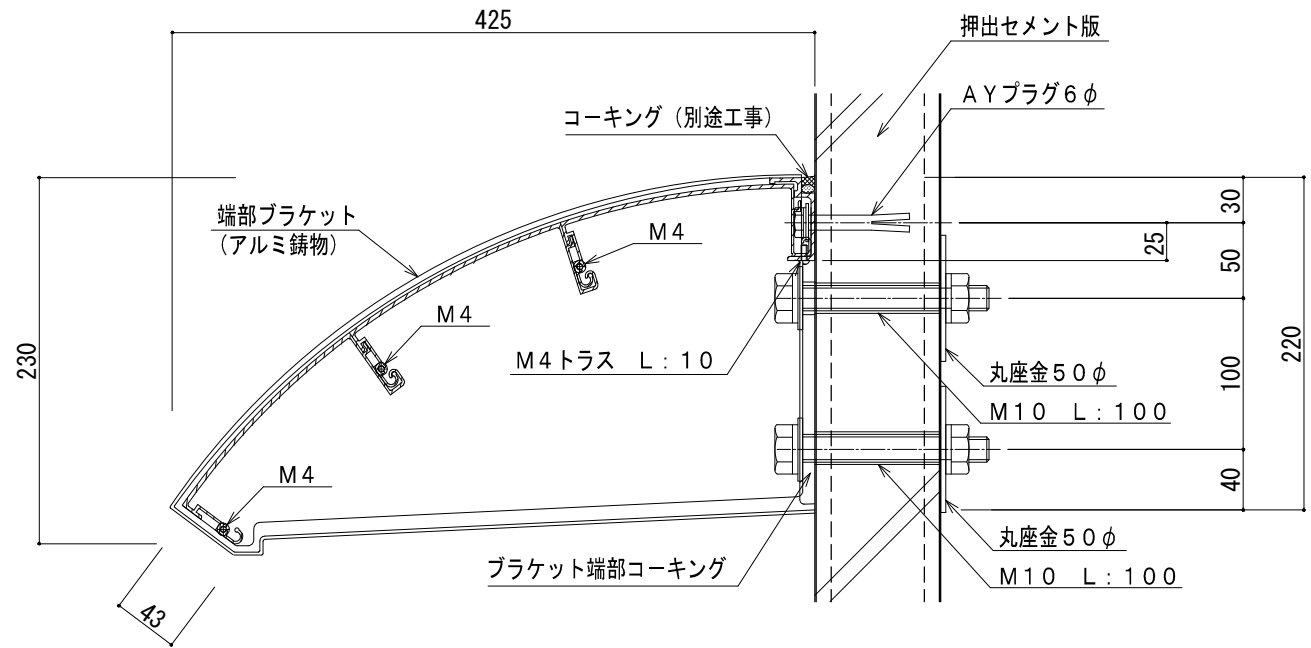 425
押出セメント版
AYプラグ6φ
コーキング（別途工事）
端部ブラケット
（アルミ鋳物）
M4
30
25
50
M4
230
M4トラス L：10
220
丸座金50φ
100
M10 L：100
M4
40
丸座金50φ
ブラケット端部コーキング
M10 L：100
43